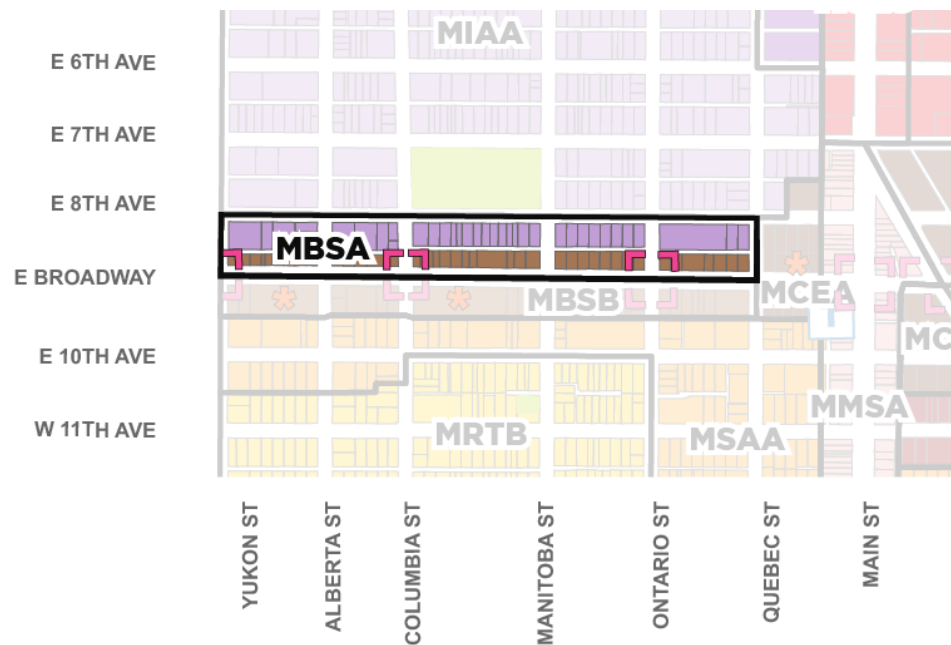 MIAA
E 6TH AVE
E 7TH AVE
E 8TH AVE
MBSA
E BROADWAY
MBSB
MCEA
E 10TH AVE
MC
W 11TH AVE
MRTB
MSAA
MMSA
YUKON ST
ALBERTA ST
COLUMBIA ST
MANITOBA ST
ONTARIO ST
QUEBEC ST
MAIN ST